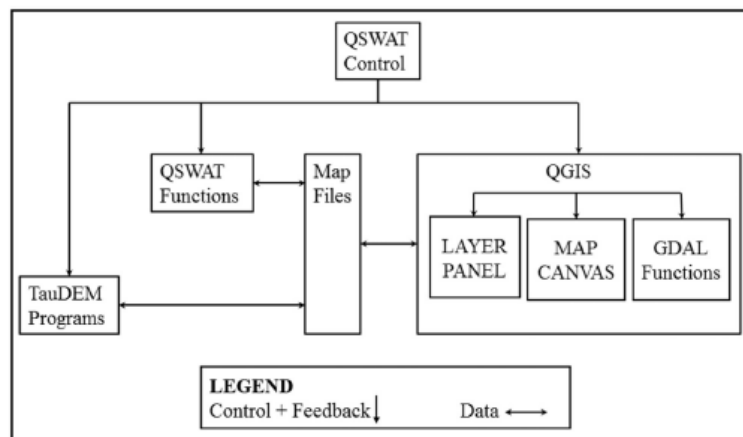 QSWAT
Control
QSWAT
Functions
Map
Files
QGIS
LAYER
PANEL
MAP
CANVAS
GDAL
Functions
TauDEM
Programs
LEGEND
Control + Feedback
Data